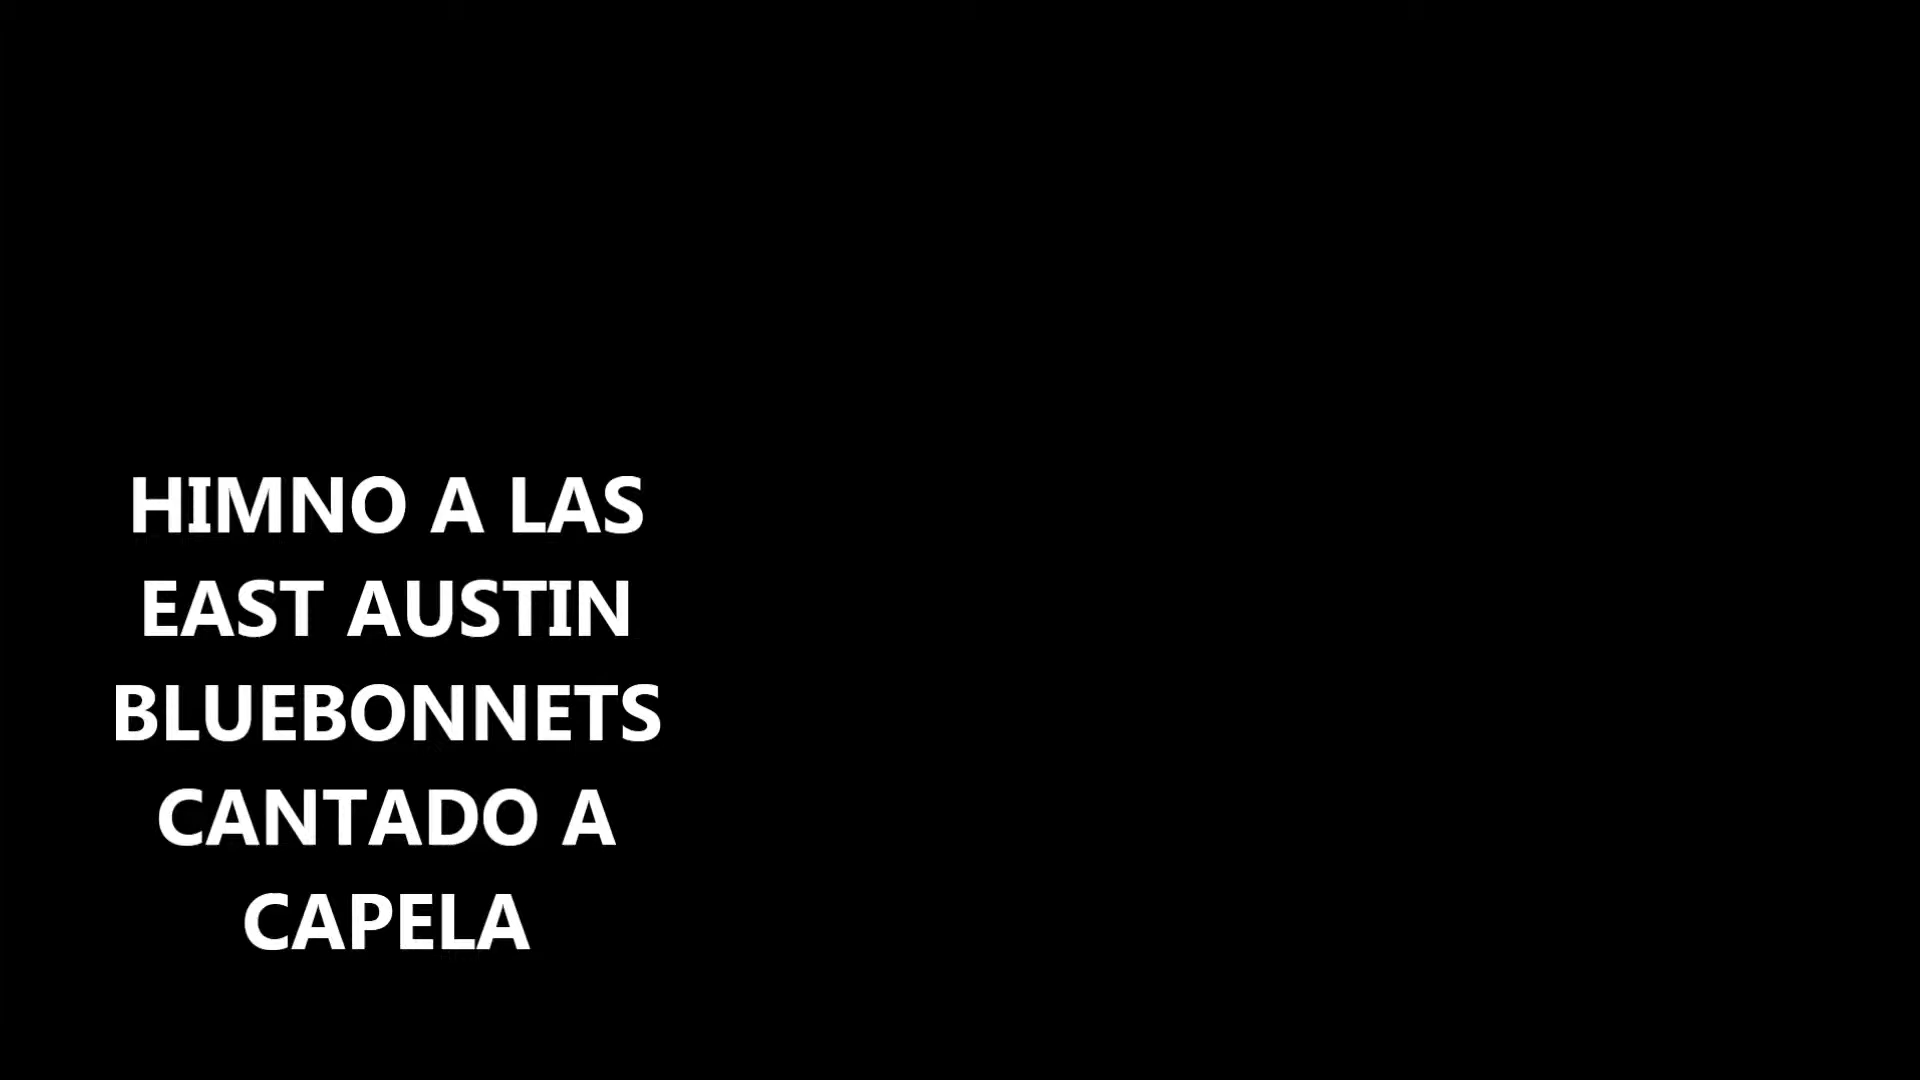 HIMNO A LAS
EAST AUSTIN
BLUEBONNETS
CANTADO A
CAPELA